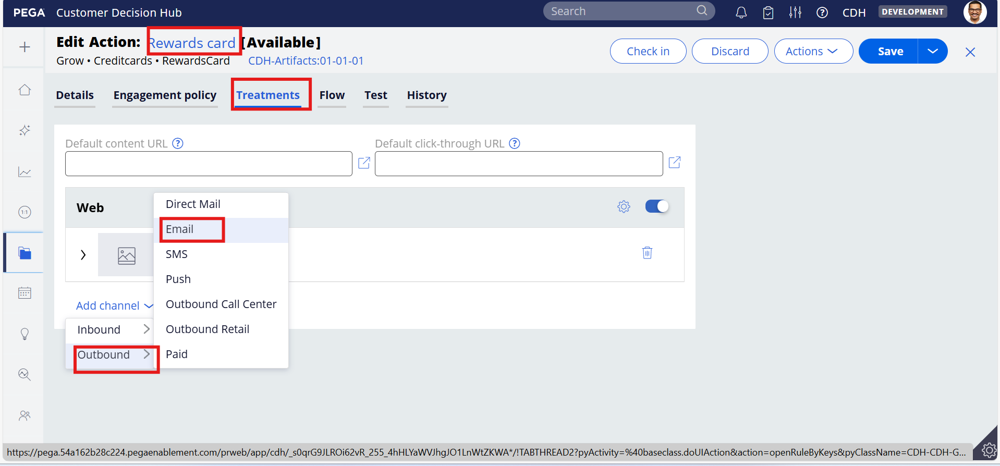 PEGA Customer Decision Hub Search CDH DEVELOPMENT
Edit Action: Rewards card [Available]
Grow • Creditcards • RewardsCard CDH-Artifacts:01-01-01
Check in Discard Actions Save
Details Engagement policy Treatments Flow Test History
Default content URL ? Default click-through URL ?
Web
Direct Mail
Email
SMS
Push
Outbound Call Center
Outbound Retail
Paid
Add channel
Inbound
Outbound
1:1
https://pega.54a162b28c224.pegaenablement.com/prweb/app/cdh/_s0qrG9JLROi62vR_255_4hHLYaWVJhgJO1LnWtZKWA*/!TABTHREAD2?pyActivity=%40baseclass.doUIAction&action=openRuleByKeys&pyClassName=CDH-CDH-G...